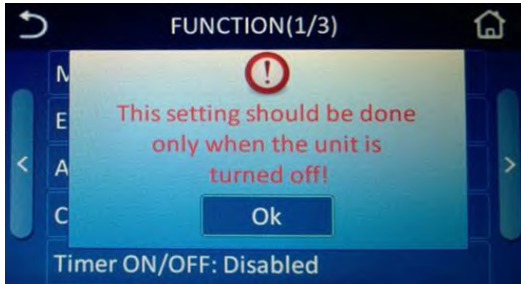 FUNCTION(1/3)
This setting should be done
only when the unit is
turned off!
Ok
Timer ON/OFF: Disabled